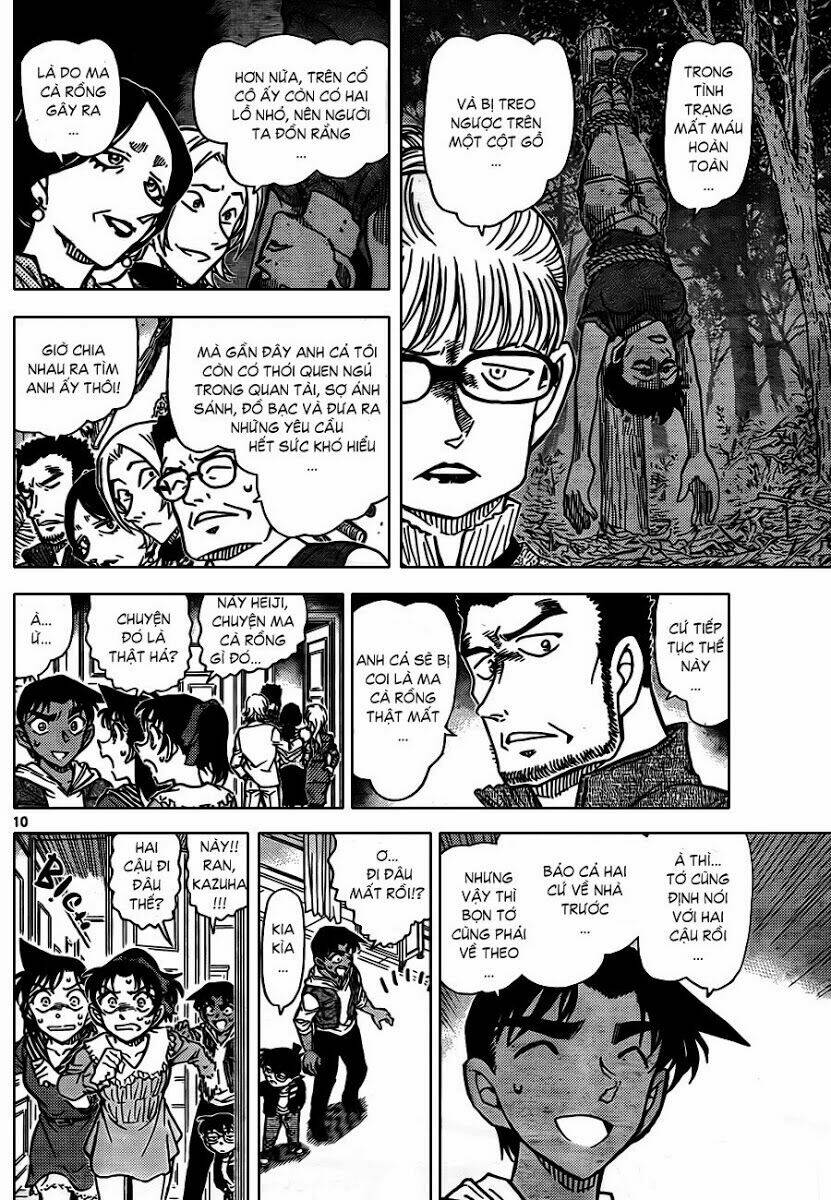 TRONG
TÌNH
TRẠNG
MẤT MÁU
HOÀN
TOÀN
...
VÀ BỊ TREO
NGƯỢC TRÊN
MỘT CỘT GỖ
...
HƠN NỮA, TRÊN CỔ
CÔ ẤY CÒN CÓ HAI
LỖ NHỎ, NÊN NGƯỜI
TA ĐỒN RẰNG
...
LÀ DO MA
CÀ RỒNG
GÂY RA
...
MÀ GẦN ĐÂY ANH CẢ TÔI
CÒN CÓ THÓI QUEN NGỦ
TRONG QUAN TÀI, SỢ ÁNH
SÁNH, ĐỒ BẠC VÀ ĐƯA RA
NHỮNG YÊU CẦU
HẾT SỨC KHÓ HIỂU
...
GIỜ CHIA
NHAU RA TÌM
ANH ẤY THÔI!
CỨ TIẾP
TỤC THẾ
NÀY
...
ANH CẢ SẼ BỊ
COI LÀ MA
CÀ RỒNG
THẬT MẤT
...
NÀY HEIJI,
CHUYỆN MA
CÀ RỒNG
GÌ ĐÓ...
CHUYỆN
ĐÓ LÀ
THẬT HẢ?
À...
Ừ...
10
À THÌ...
TỚ CŨNG
ĐỊNH NÓI
VỚI HAI
CẬU RỒI
...
BẢO CẢ HAI
CỨ VỀ NHÀ
TRƯỚC
...
NHƯNG
VẬY THÌ
BỌN TỚ
CŨNG PHẢI
VỀ THEO
...
Ơ...
ĐI ĐÂU
MẤT RỒI!?
KIA
KÌA
...
NÀY!!
RAN,
KAZUHA
!!!
HAI
CẬU ĐI
ĐÂU
THẾ?